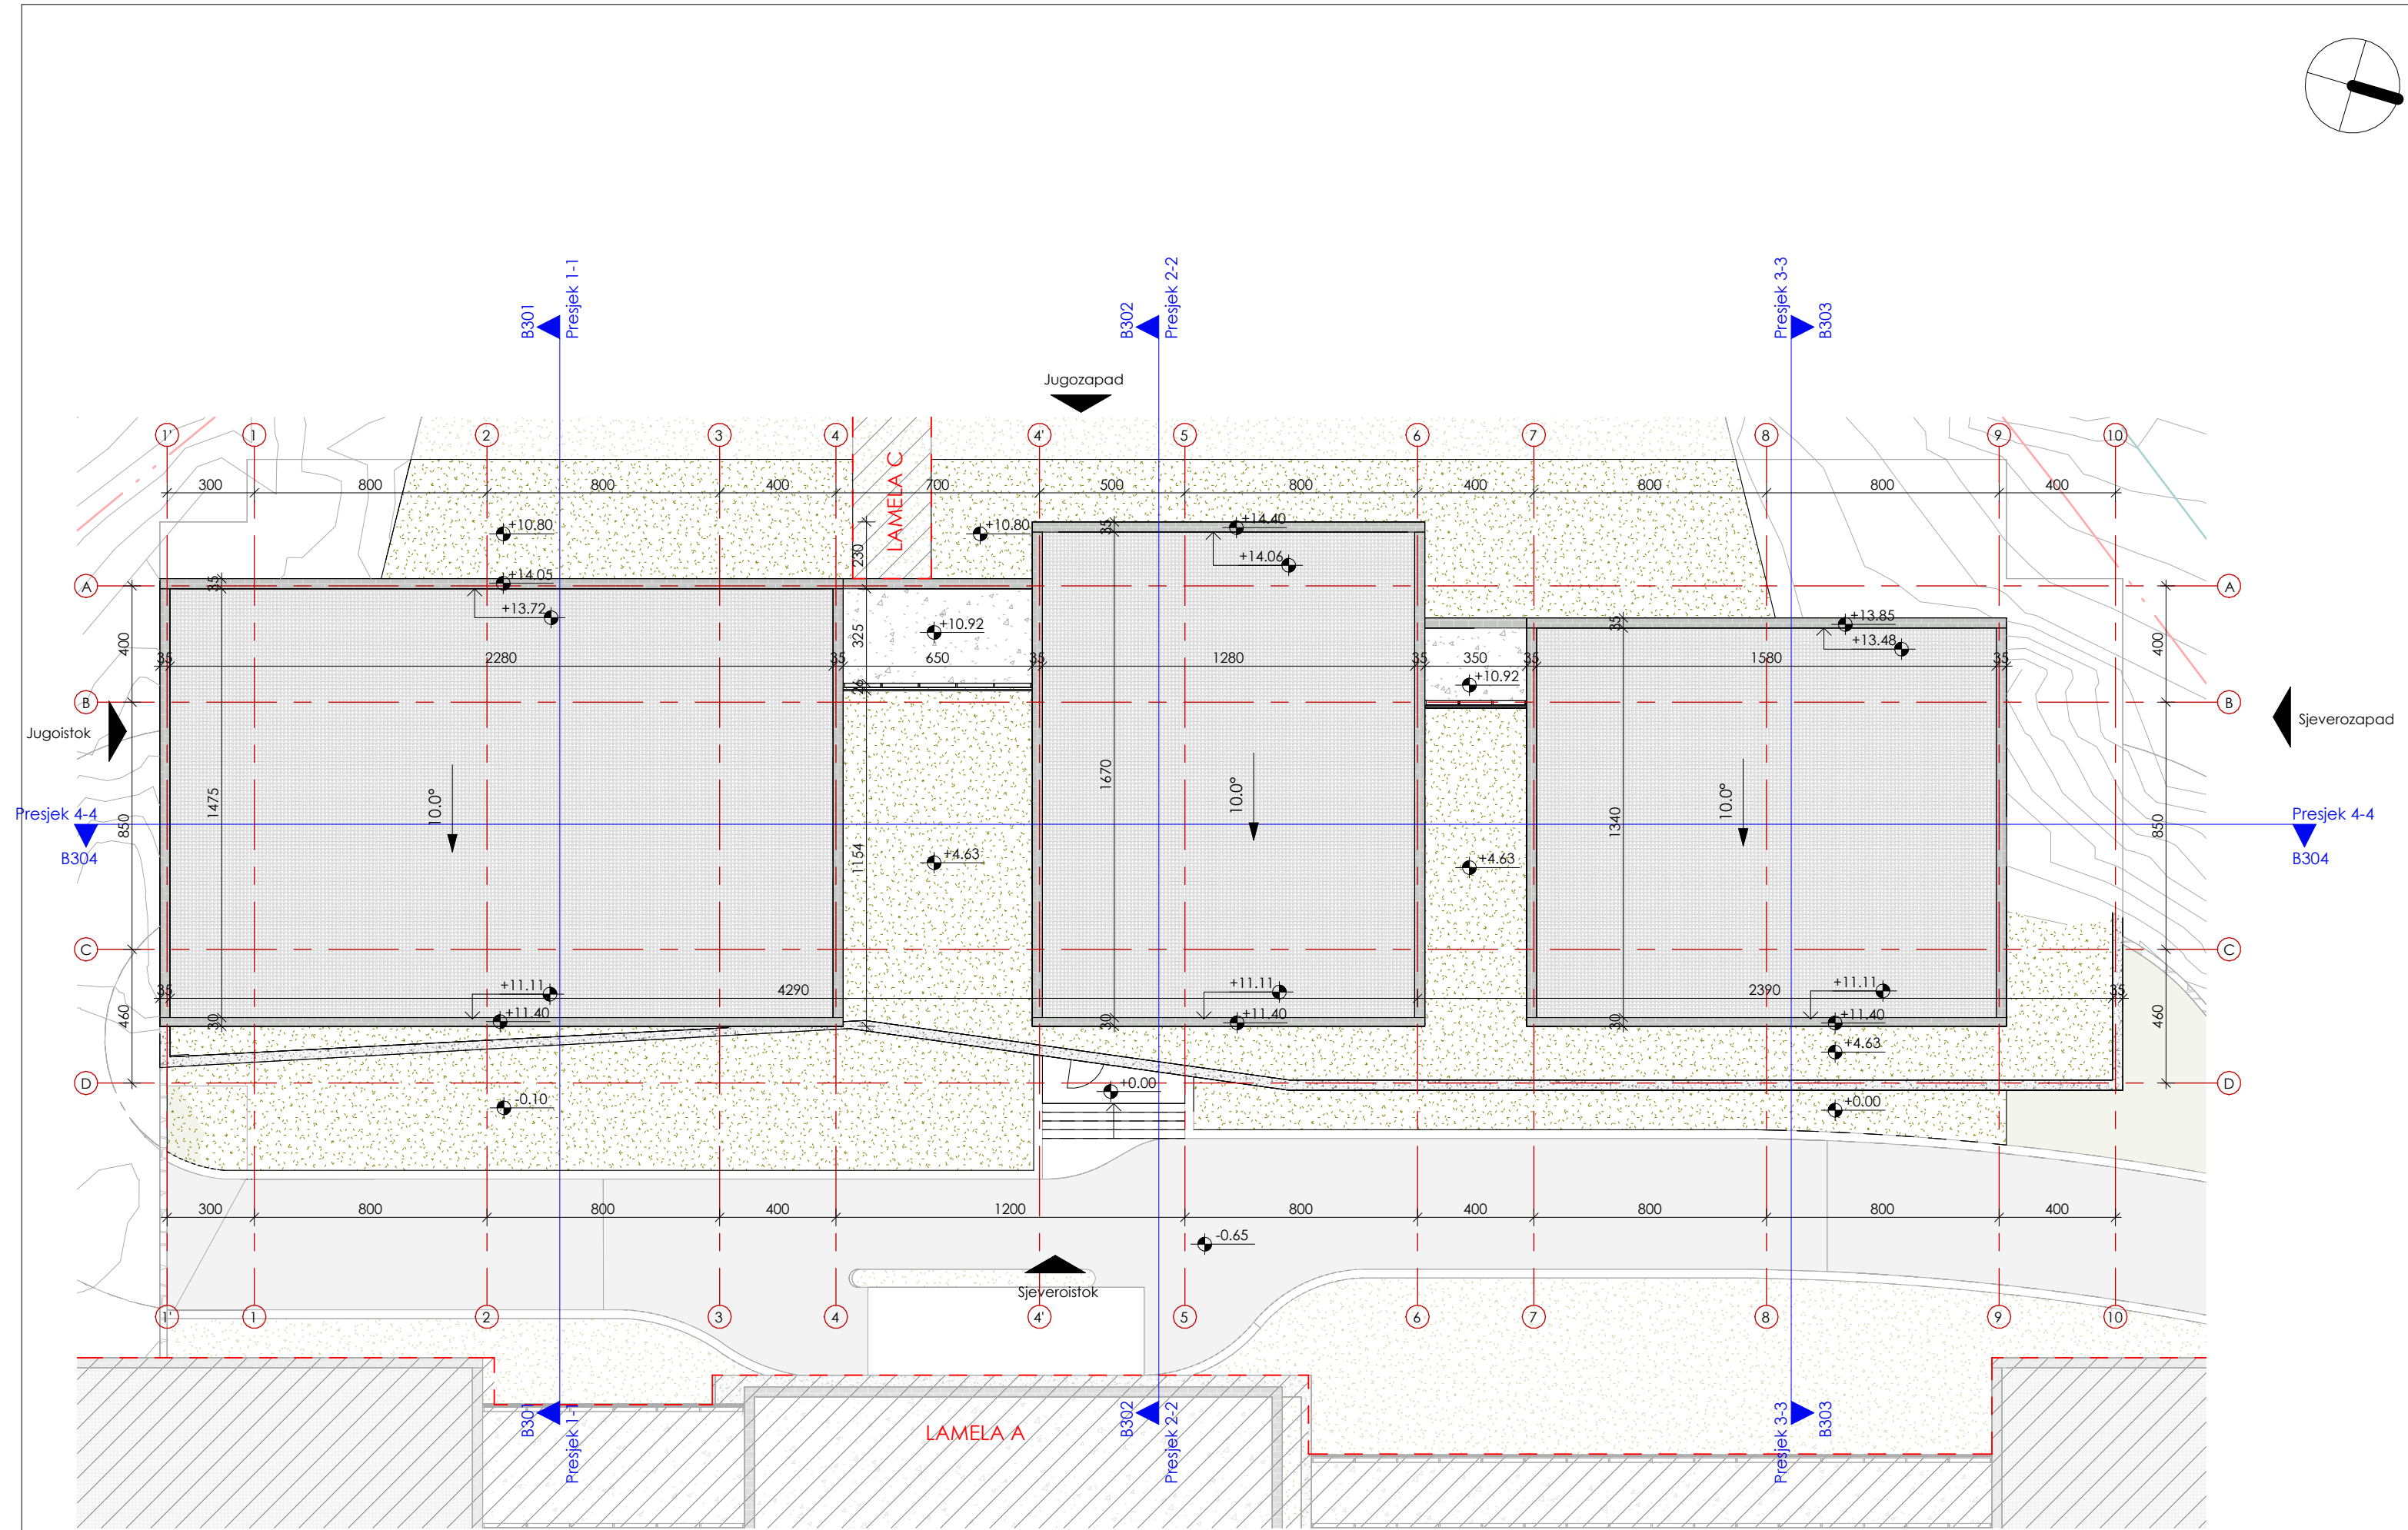 Presjek 1-1
B301
Presjek 2-2
B302
Presjek 3-3
B303
Jugozapad
1' 1 2 3 4 4' 5 6 7 8 9 10
300 800 800 400 700 500 800 400 800 800 400
LAMELA C
+10.80 +10.80
35 +14.40
230
+14.06
A 35 +14.05 A
+13.72
35 +13.85
+13.48
400 325 +10.92 400
35 2280 35 650 35 1280 35 350 35 1580 35
26 +10.92
B B
Jugoistok Sjeverozapad
1475 10.0° 1670 10.0° 1340 10.0°
Presjek 4-4 Presjek 4-4
850 850
B304 B304
1154 +4.63 +4.63
C C
+11.11 +11.11 +11.11
35 4290 2390 35
460 30 +11.40 30 +11.40 30 +11.40 460
+4.63
D +0.00 D
-0.10 +0.00
300 800 800 400 1200 800 400 800 800 400
-0.65
Sjeveroistok
1' 1 2 3 4 4' 5 6 7 8 9 10
B301
Presjek 1-1
LAMELA A
B302
Presjek 2-2
Presjek 3-3
B303